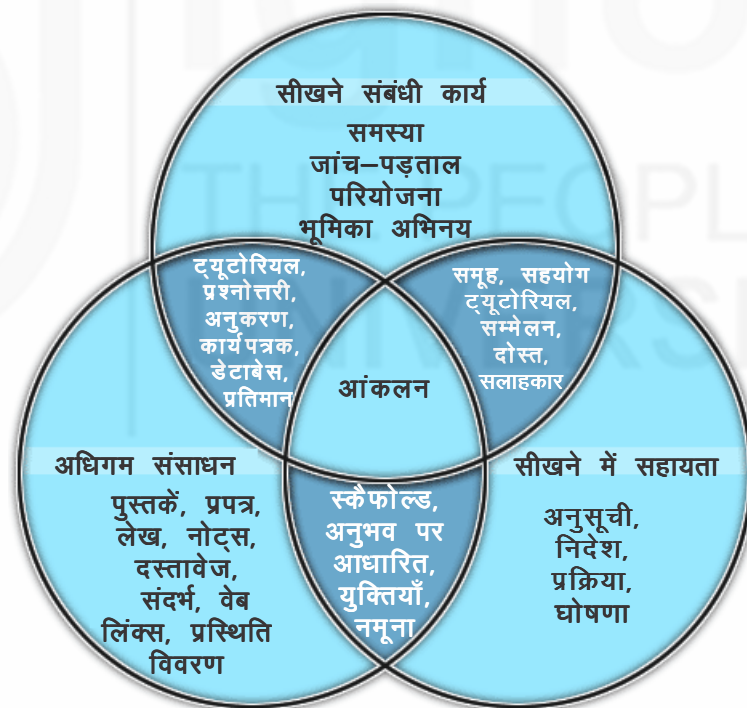 सीखने संबंधी कार्य
समस्या
जांच–पड़ताल
परियोजना
भूमिका अभिनय
ट्यूटोरियल,
प्रश्नोत्तरी,
अनुकरण,
कार्य पत्रक,
डेटाबेस,
प्रतिमान
समूह, सहयोग
ट्यूटोरियल,
सम्मेलन,
दोस्त,
सलाहकार
आंकलन
अधिगम संसाधन
पुस्तकें, प्रपत्र,
लेख, नोट्स,
दस्तावेज,
संदर्भ, वेब
लिंक्स, प्रस्थिति
विवरण
स्कैफोल्ड,
अनुभव पर
आधारित,
युक्तियाँ,
नमूना
सीखने में सहायता
अनुसूची,
निदेश,
प्रक्रिया,
घोषणा